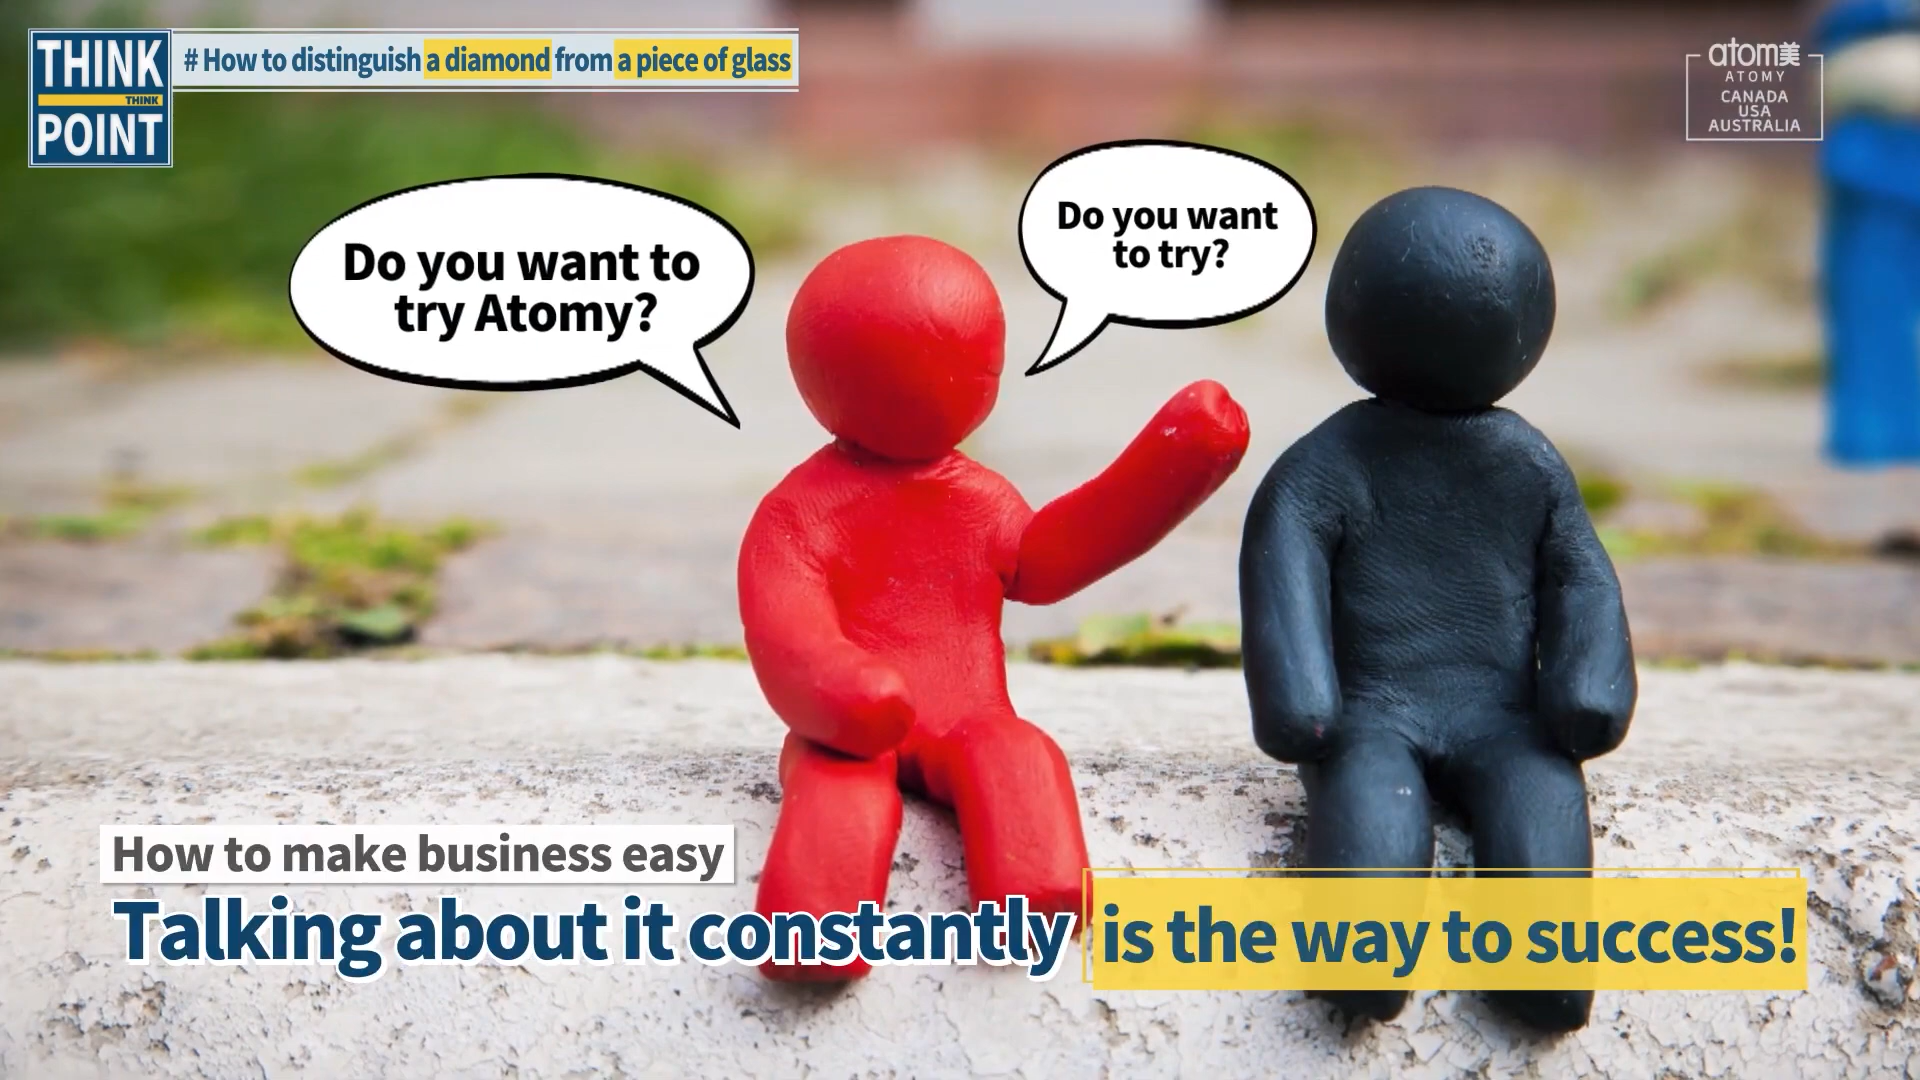 THINK
THINK
POINT
# How to distinguish a diamond from a piece of glass
atom美
ATOMY
CANADA
USA
AUSTRALIA
Do you want to
try Atomy?
Do you want
to try?
How to make business easy
Talking about it constantly is the way to success!